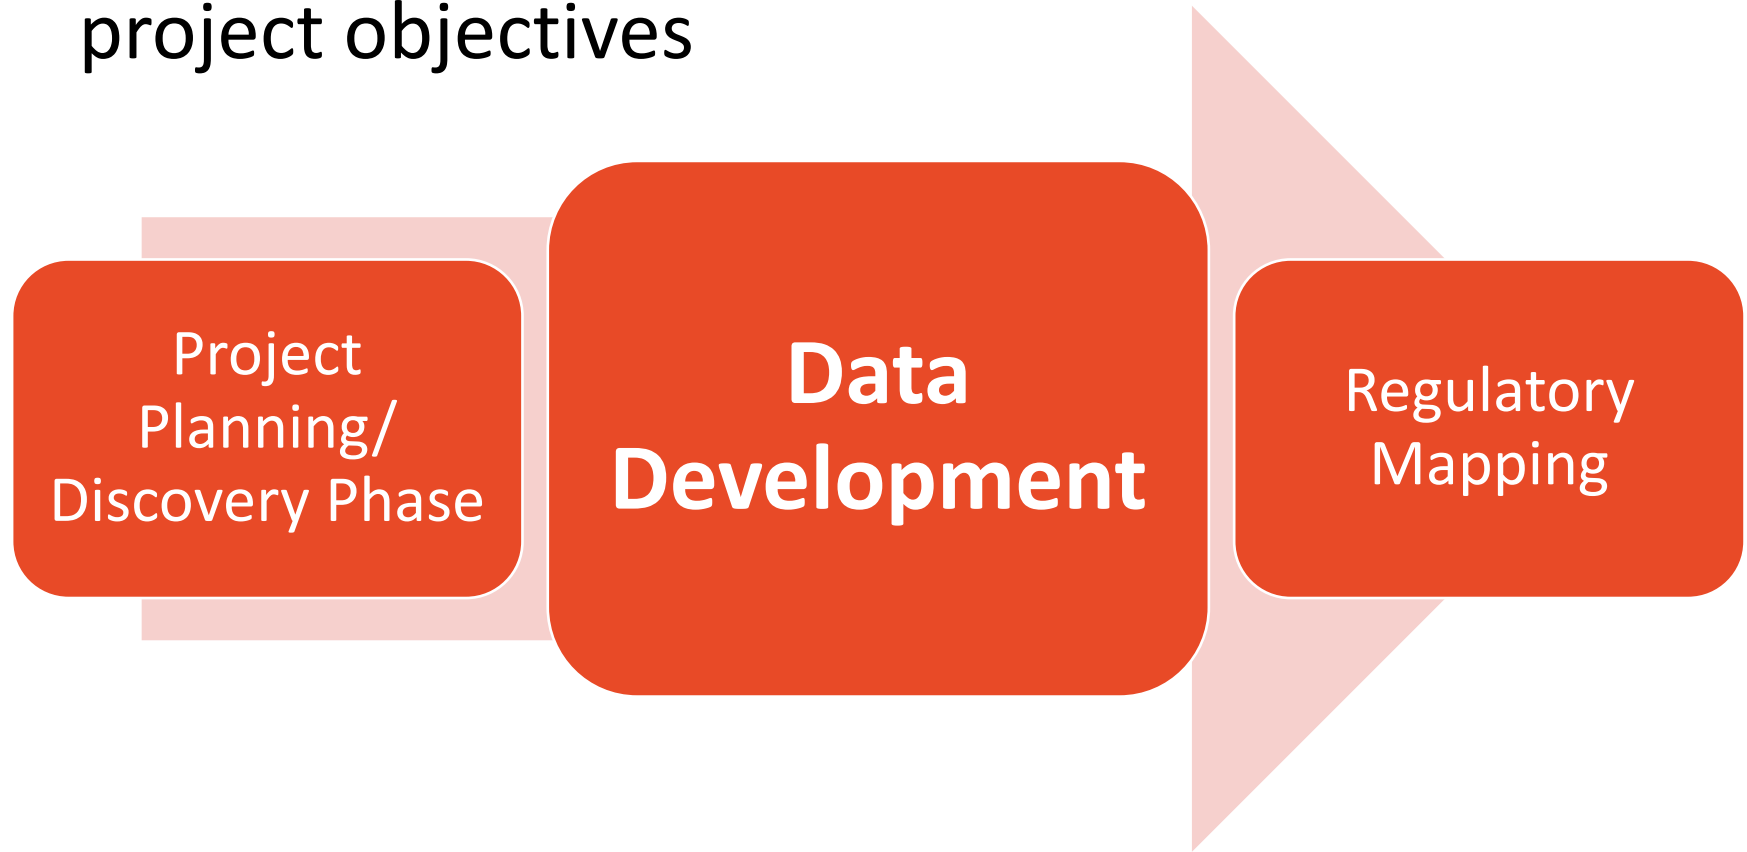 project objectives
Project
Planning/
Discovery Phase
Data
Development
Regulatory
Mapping